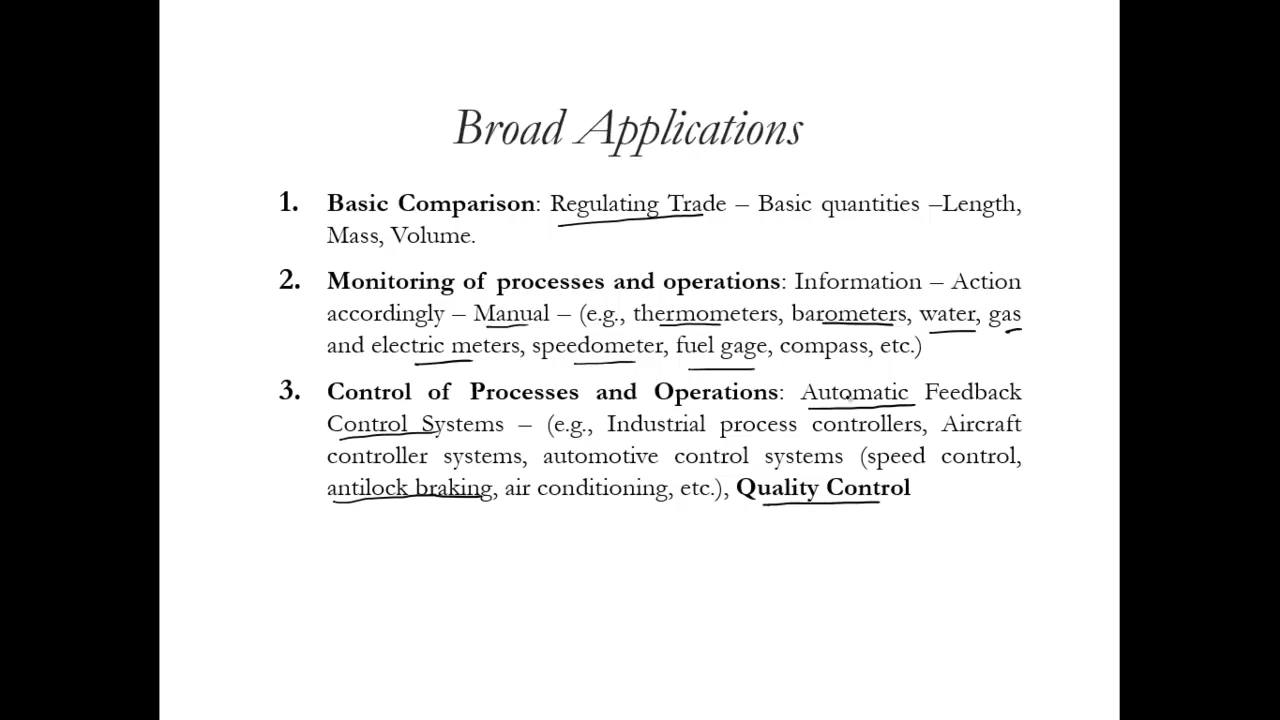 Broad Applications
1. Basic Comparison: Regulating Trade – Basic quantities –Length,
Mass, Volume.
2. Monitoring of processes and operations: Information – Action
accordingly – Manual – (e.g., thermometers, barometers, water, gas
and electric meters, speedometer, fuel gage, compass, etc.)
3. Control of Processes and Operations: Automatic Feedback
Control Systems – (e.g., Industrial process controllers, Aircraft
controller systems, automotive control systems (speed control,
antilock braking, air conditioning, etc.), Quality Control